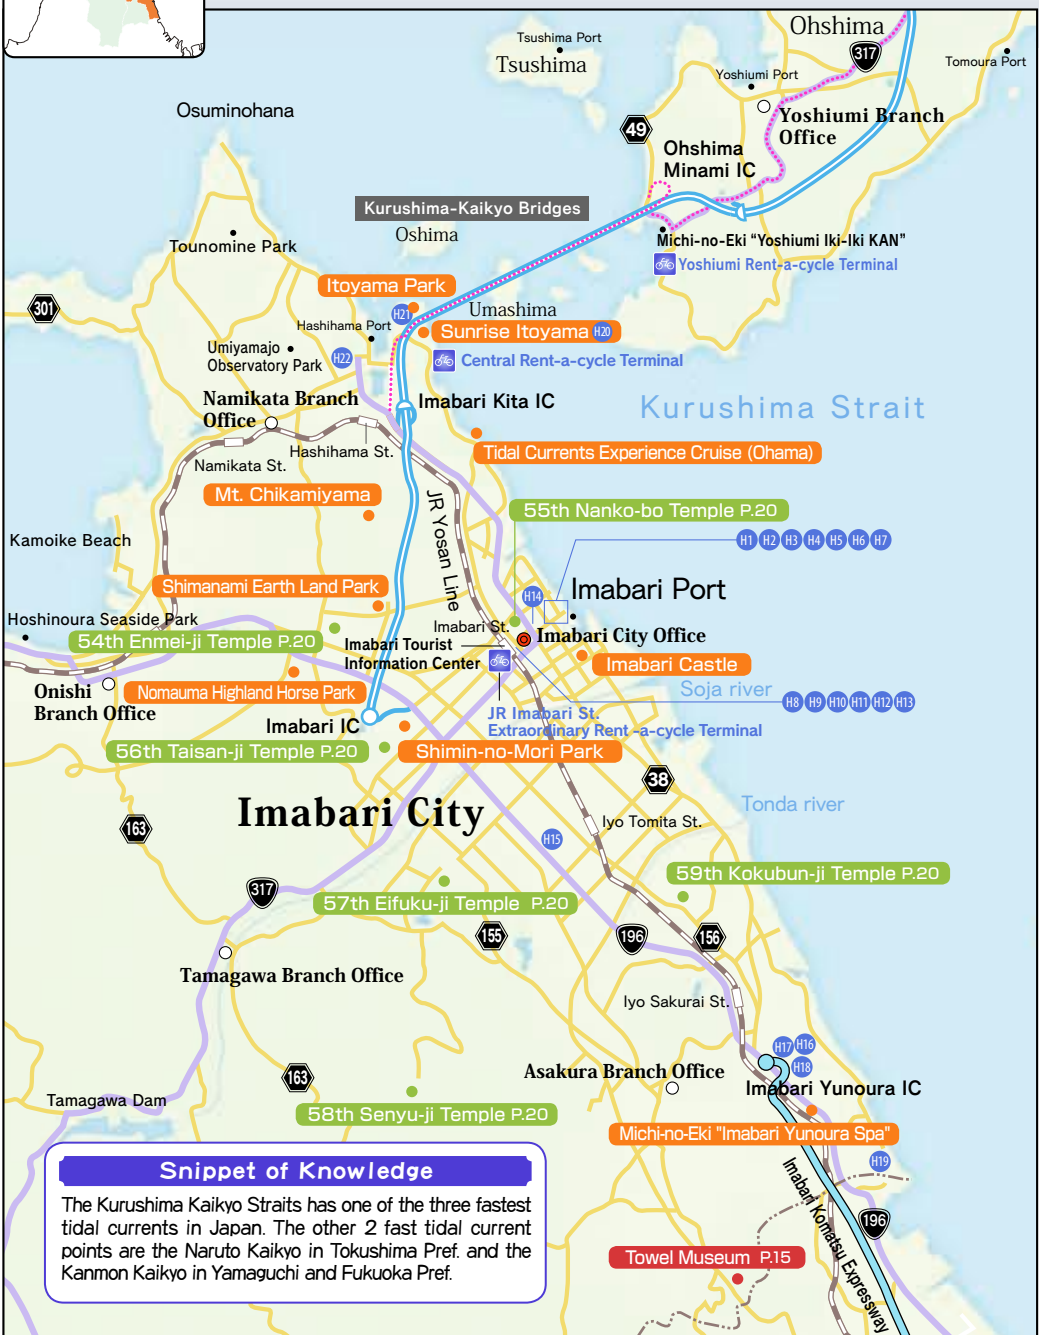 Ohshima
317
Tsushima Port
Tsushima
Tomoura Port
Yoshiumi Port
Osuminohana
Yoshiumi Branch
Office
49
Ohshima
Minami IC
Kurushima-Kaikyo Bridges
Oshima
Tounomine Park
Michi-no-Eki “Yoshiumi Iki-Iki KAN”
Yoshiumi Rent-a-cycle Terminal
Itoyama Park
301
H21
Umashima
Hashihama Port
Sunrise Itoyama H20
Umiyamajo
Observatory Park
H22
Central Rent-a-cycle Terminal
Namikata Branch
Office
Imabari Kita IC
Kurushima Strait
Hashihama St.
Tidal Currents Experience Cruise (Ohama)
Namikata St.
Mt. Chikamiyama
JR Yosan Line
55th Nanko-bo Temple P.20
Kamoike Beach
H1 H2 H3 H4 H5 H6 H7
Shimanami Earth Land Park
H14
Imabari Port
Hoshinoura Seaside Park
Imabari St.
54th Enmei-ji Temple P.20
Imabari City Office
Imabari Tourist
Information Center
Imabari Castle
Onishi
Branch Office
Nomauma Highland Horse Park
Soja river
H8 H9 H10 H11 H12 H13
JR Imabari St.
Extraordinary Rent -a-cycle Terminal
Imabari IC
56th Taisan-ji Temple P.20
Shimin-no-Mori Park
38
Imabari City
Tonda river
163
Iyo Tomita St.
H15
59th Kokubun-ji Temple P.20
317
57th Eifuku-ji Temple P.20
155
196
156
Tamagawa Branch Office
Iyo Sakurai St.
H17 H16
H18
Asakura Branch Office
163
Imabari Yunoura IC
Tamagawa Dam
58th Senyu-ji Temple P.20
Michi-no-Eki "Imabari Yunoura Spa"
H19
Snippet of Knowledge
The Kurushima Kaikyo Straits has one of the three fastest
tidal currents in Japan. The other 2 fast tidal current
points are the Naruto Kaikyo in Tokushima Pref. and the
Kanmon Kaikyo in Yamaguchi and Fukuoka Pref.
Imabari Komatsu Expressway
196
Towel Museum P.15